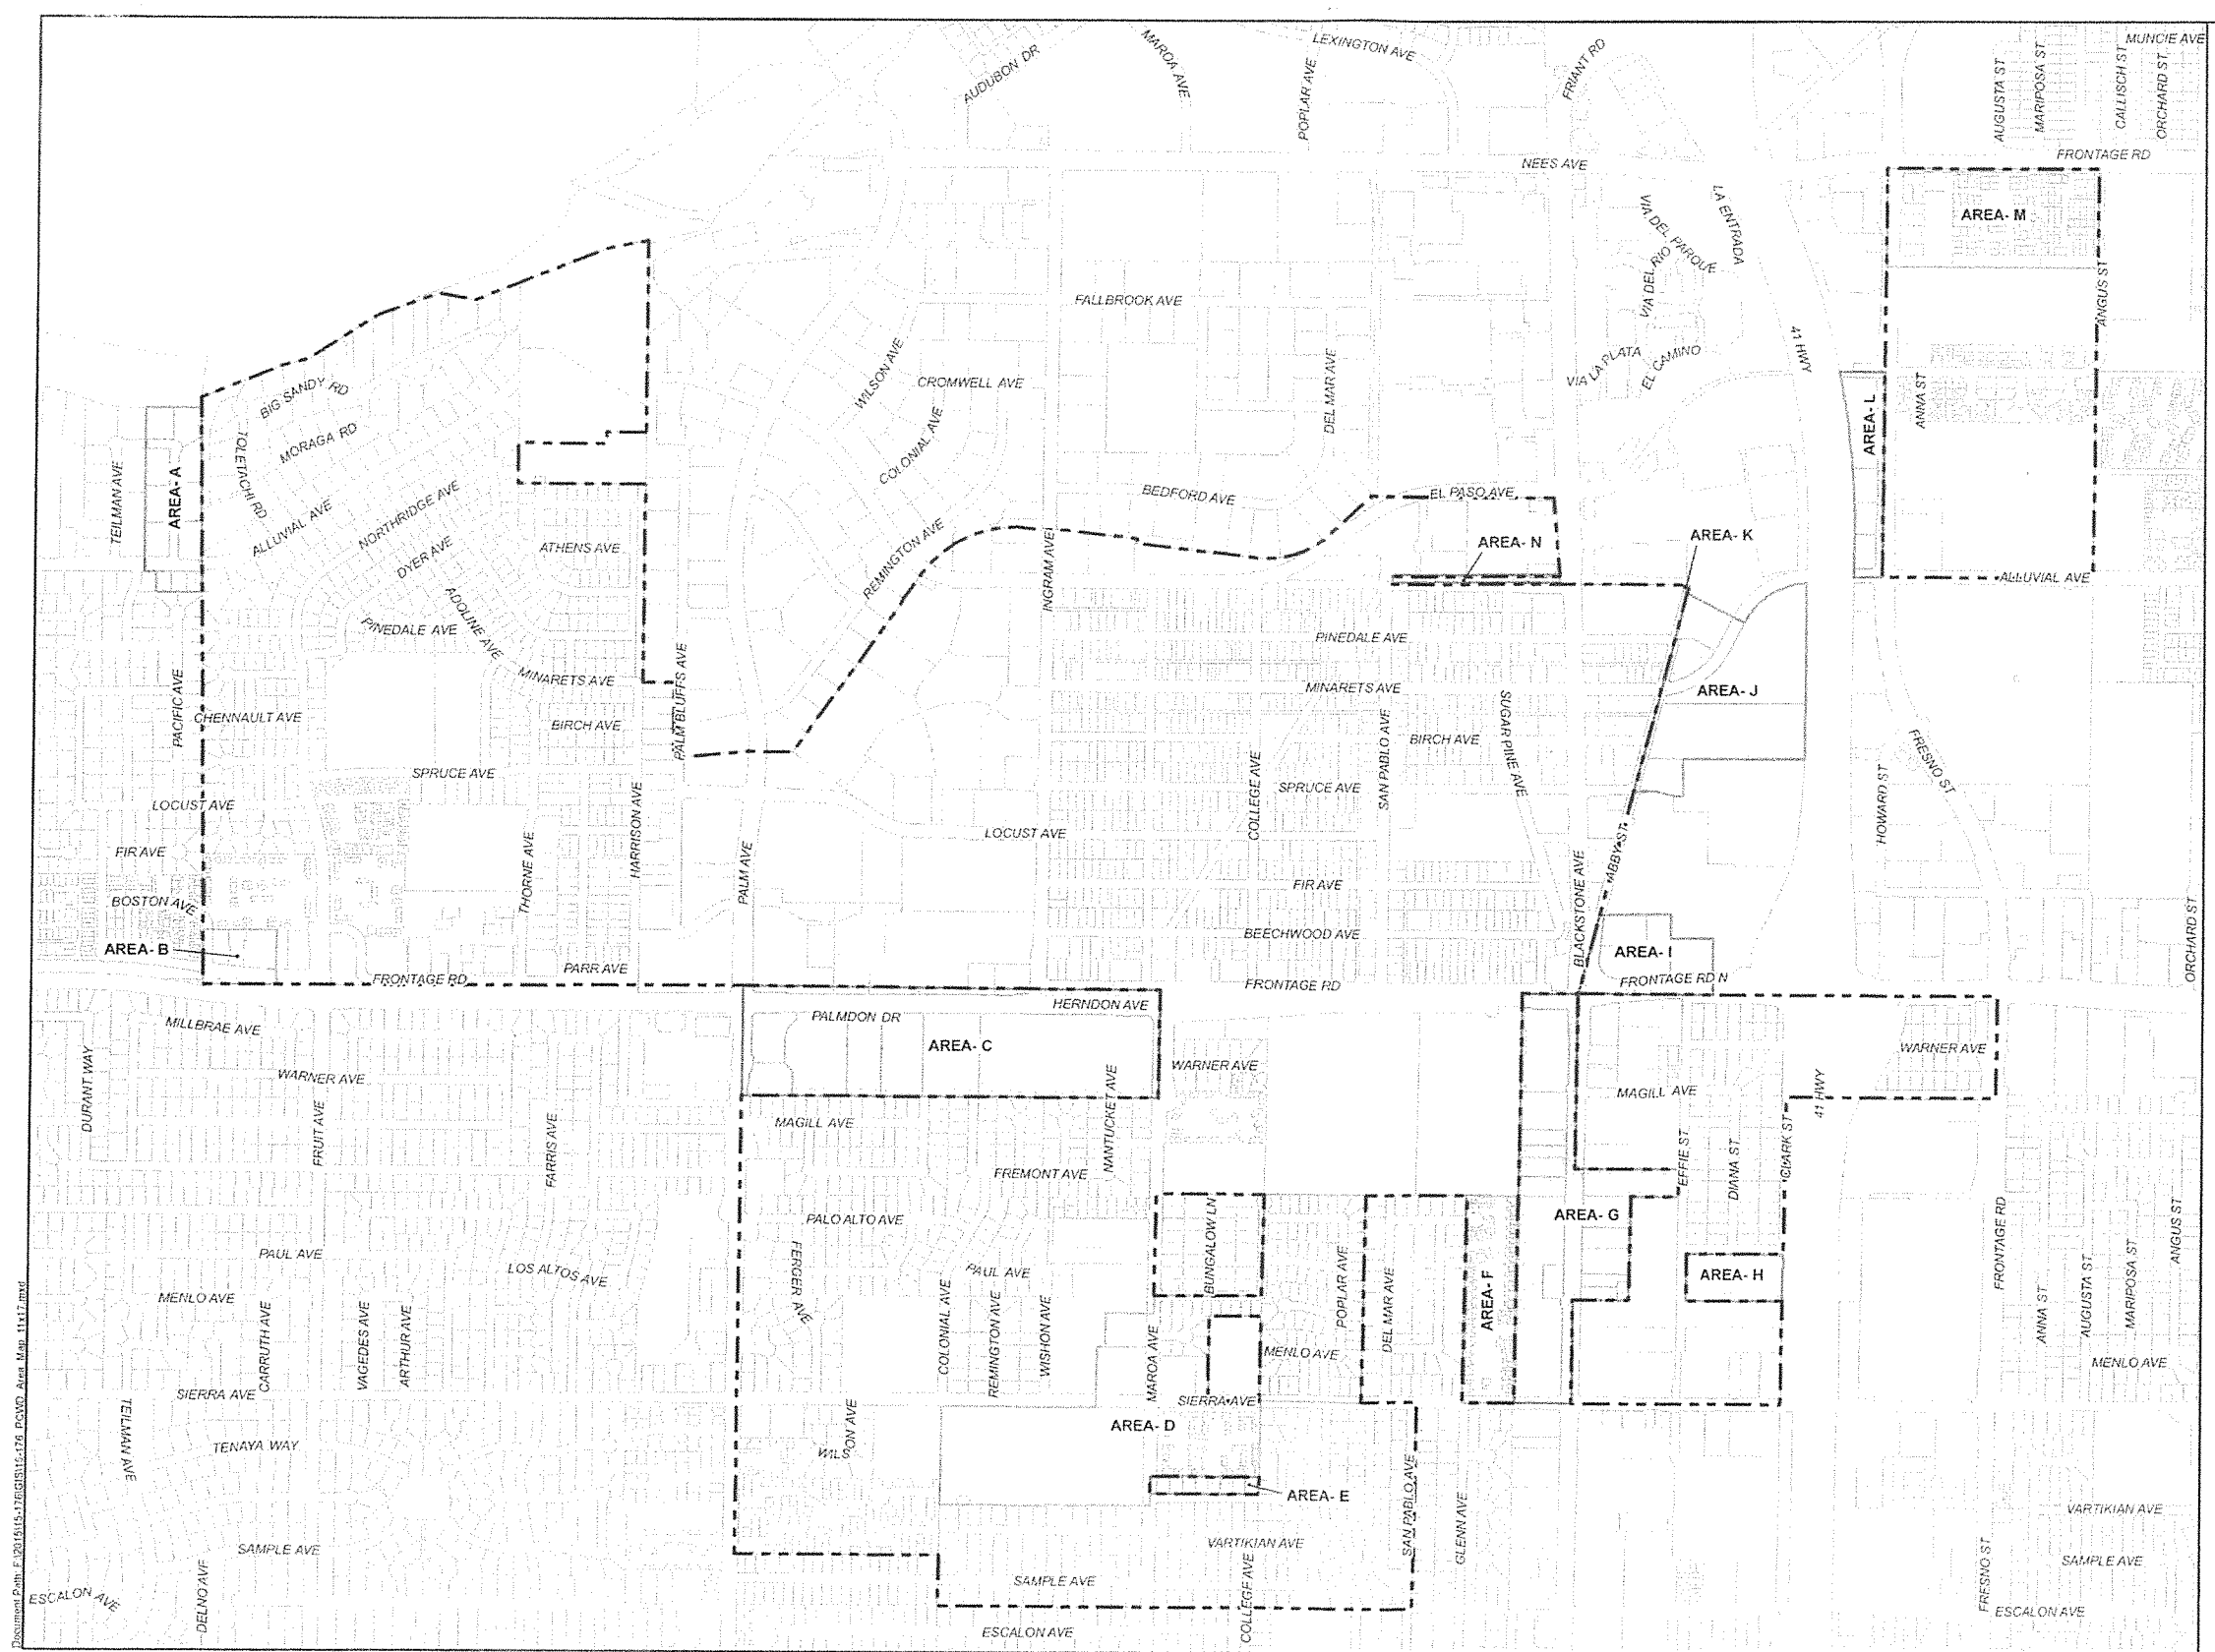 MUNCIE AVE
LEXINGTON AVE
MAROA AVE
AUDUBON DR
FRIANT RD
POPLAR AVE
AUGUSTA ST
MARIPOSA ST
CALLISCH ST
ORCHARD ST
NEES AVE
FRONTAGE RD
AREA- M
LA ENTRADA
VIA DEL PARQUE
VIA DEL RIO
ANGUS ST
FALLBROOK AVE
41 HWY
VIA LA PLATA
EL CAMINO
WILSON AVE
CROMWELL AVE
DEL MAR AVE
BIG SANDY RD
ANNA ST
AREA- L
MORAGA RD
TOLETACHI RD
COLONIAL AVE
TEILMAN AVE
AREA- A
NORTHRIDGE AVE
ALLUVIAL AVE
BEDFORD AVE
EL PASO AVE
AREA- K
AREA- N
ATHENS AVE
DYER AVE
REMINGTON AVE
INGRAM AVE
ALLUVIAL AVE
ADOLINE AVE
PINEDALE AVE
PINEDALE AVE
MINARETS AVE
MINARETS AVE
AREA- J
PALM BLUFFS AVE
PACIFIC AVE
CHENNAULT AVE
BIRCH AVE
SAN PABLO AVE
BIRCH AVE
SUGAR PINE AVE
FRESNO ST
SPRUCE AVE
SPRUCE AVE
COLLEGE AVE
LOCUST AVE
HARRISON AVE
LOCUST AVE
HOWARD ST
FIR AVE
THORNE AVE
PALM AVE
ABBY ST
FIR AVE
BLACKSTONE AVE
BOSTON AVE
BEECHWOOD AVE
ORCHARD ST
AREA- B
AREA- I
PARR AVE
FRONTAGE RD
FRONTAGE RD
FRONTAGE RD N
HERNDON AVE
PALMDON DR
MILLBRAE AVE
AREA- C
WARNER AVE
WARNER AVE
WARNER AVE
DURANT WAY
MAGILL AVE
41 HWY
MAGILL AVE
FRUIT AVE
FARRIS AVE
NANTUCKET AVE
EFFIE ST
DIANA ST
CLARK ST
FREMONT AVE
PALO ALTO AVE
BUNGALOW LN
AREA- G
FRONTAGE RD
ANGUS ST
PAUL AVE
FERGER AVE
PAUL AVE
LOS ALTOS AVE
AREA- H
POPLAR AVE
DEL MAR AVE
AREA- F
MENLO AVE
CARRUTH AVE
VAGEDES AVE
ARTHUR AVE
COLONIAL AVE
REMINGTON AVE
WISHON AVE
MAROA AVE
MENLO AVE
ANNA ST
AUGUSTA ST
MARIPOSA ST
MENLO AVE
SIERRA AVE
SIERRA AVE
AREA- D
TEILMAN AVE
TENAYA WAY
WILSON AVE
AREA- E
SAN PABLO AVE
GLENN AVE
VARTIKIAN AVE
VARTIKIAN AVE
SAMPLE AVE
SAMPLE AVE
SAMPLE AVE
DELNO AVE
COLLEGE AVE
FRESNO ST
ESCALON AVE
ESCALON AVE
ESCALON AVE